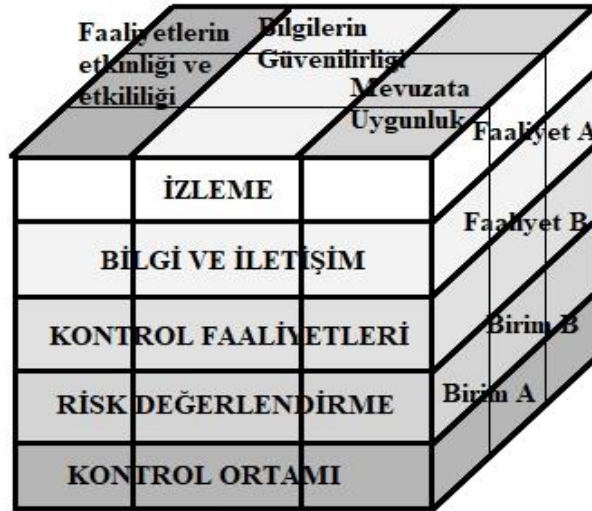 Faaliyetlerin
etkinliği ve
etkililiği
Bilgilerin
Güvenilirliği
Mevuzata
Uygunluk
Faaliyet A
Faaliyet B
Birim B
Birim A
İZLEME
BİLGİ VE İLETİŞİM
KONTROL FAALİYETLERİ
RİSK DEĞERLENDİRME
KONTROL ORTAMI